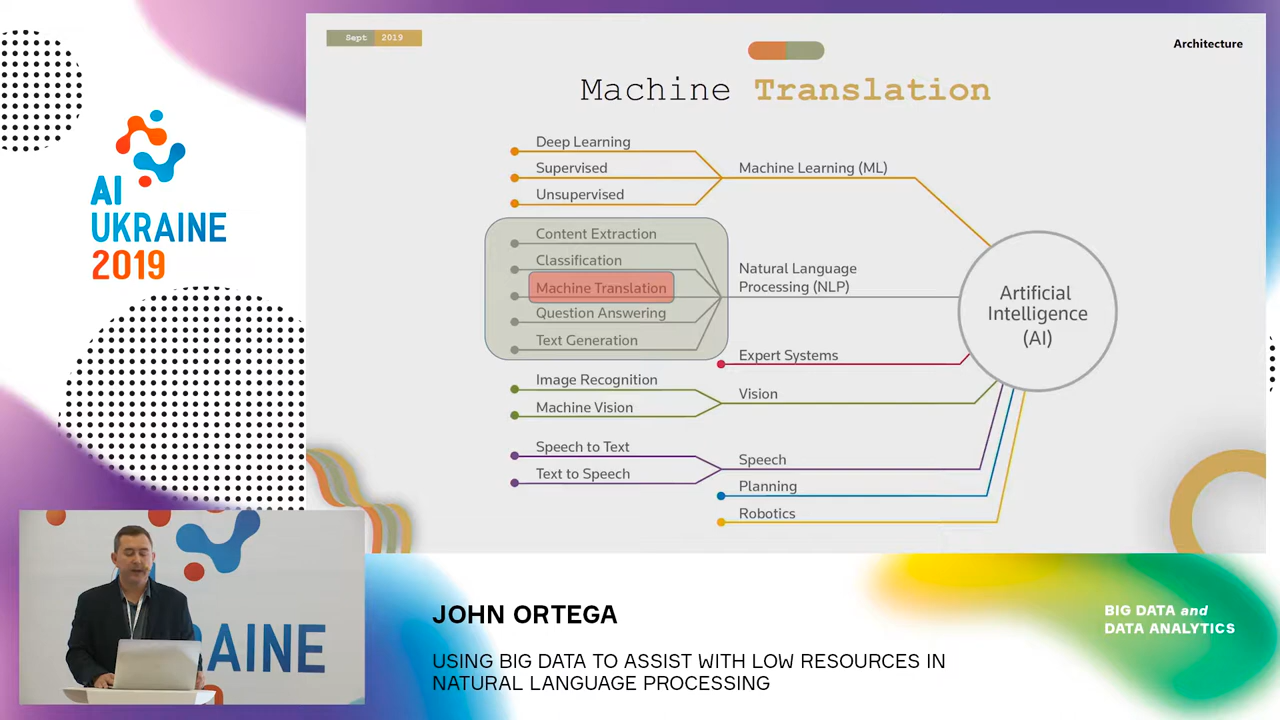 Sept 2019
Architecture
Machine Translation
Deep Learning
Supervised
Unsupervised
Machine Learning (ML)
Content Extraction
Classification
Machine Translation
Question Answering
Text Generation
Natural Language
Processing (NLP)
Expert Systems
Image Recognition
Machine Vision
Vision
Speech to Text
Text to Speech
Speech
Planning
Robotics
Artificial
Intelligence
(AI)
AI
UKRAINE
2019
RAINE
JOHN ORTEGA
USING BIG DATA TO ASSIST WITH LOW RESOURCES IN
NATURAL LANGUAGE PROCESSING
BIG DATA and
DATA ANALYTICS